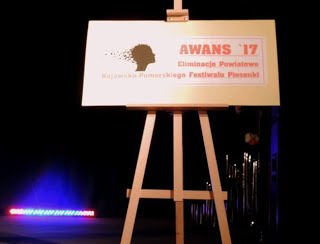 AWANS '17
Eliminacje Powiatowe
Kujawsko Pomorskiego Festiwalu Piosenki